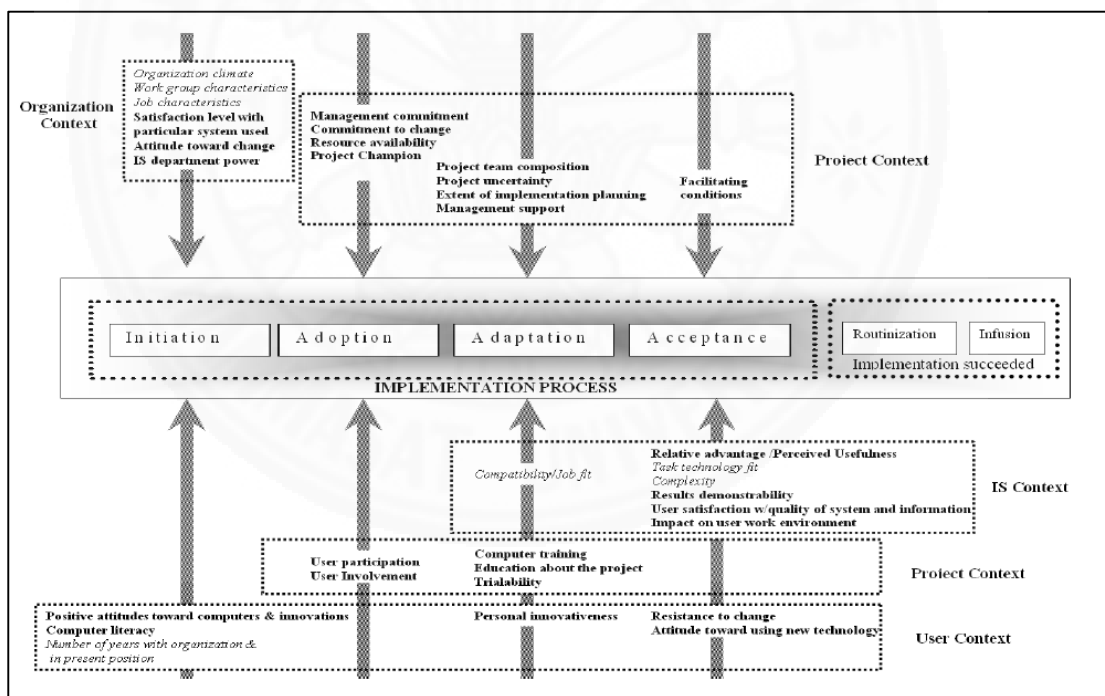 Organization climate
Work group characteristics
Job characteristics
Satisfaction level with
particular system used
Attitude toward change
IS department power
Organization
Context
Management commitment
Commitment to change
Resource availability
Project Champion
Project team composition
Project uncertainty
Extent of implementation planning
Management support
Facilitating
conditions
Project Context
Initiation
Adoption
Adaptation
Acceptance
Routinization
Infusion
Implementation succeeded
IMPLEMENTATION PROCESS
Compatibility/Job fit
Relative advantage /Perceived Usefulness
Task technology fit
Complexity
Results demonstrability
User satisfaction w/quality of system and information
Impact on user work environment
IS Context
User participation
User Involvement
Computer training
Education about the project
Trialability
Project Context
Positive attitudes toward computers & innovations
Computer literacy
Number of years with organization &
in present position
Personal innovativeness
Resistance to change
Attitude toward using new technology
User Context